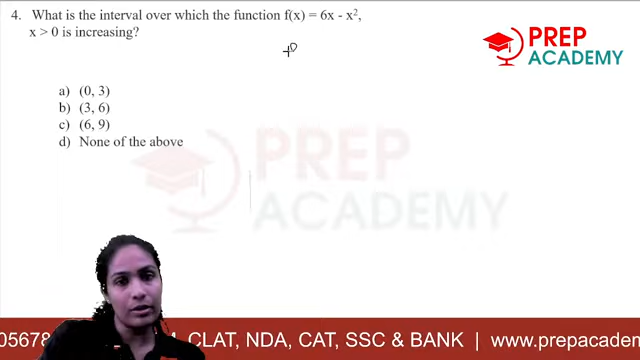 4. What is the interval over which the function f(x) = 6x - x²,
x > 0 is increasing?
a) (0, 3)
b) (3, 6)
c) (6, 9)
d) None of the above
PREP
ACADEMY
PREP
ACADEMY
CLAT, NDA, CAT, SSC & BANK | www.prepacade